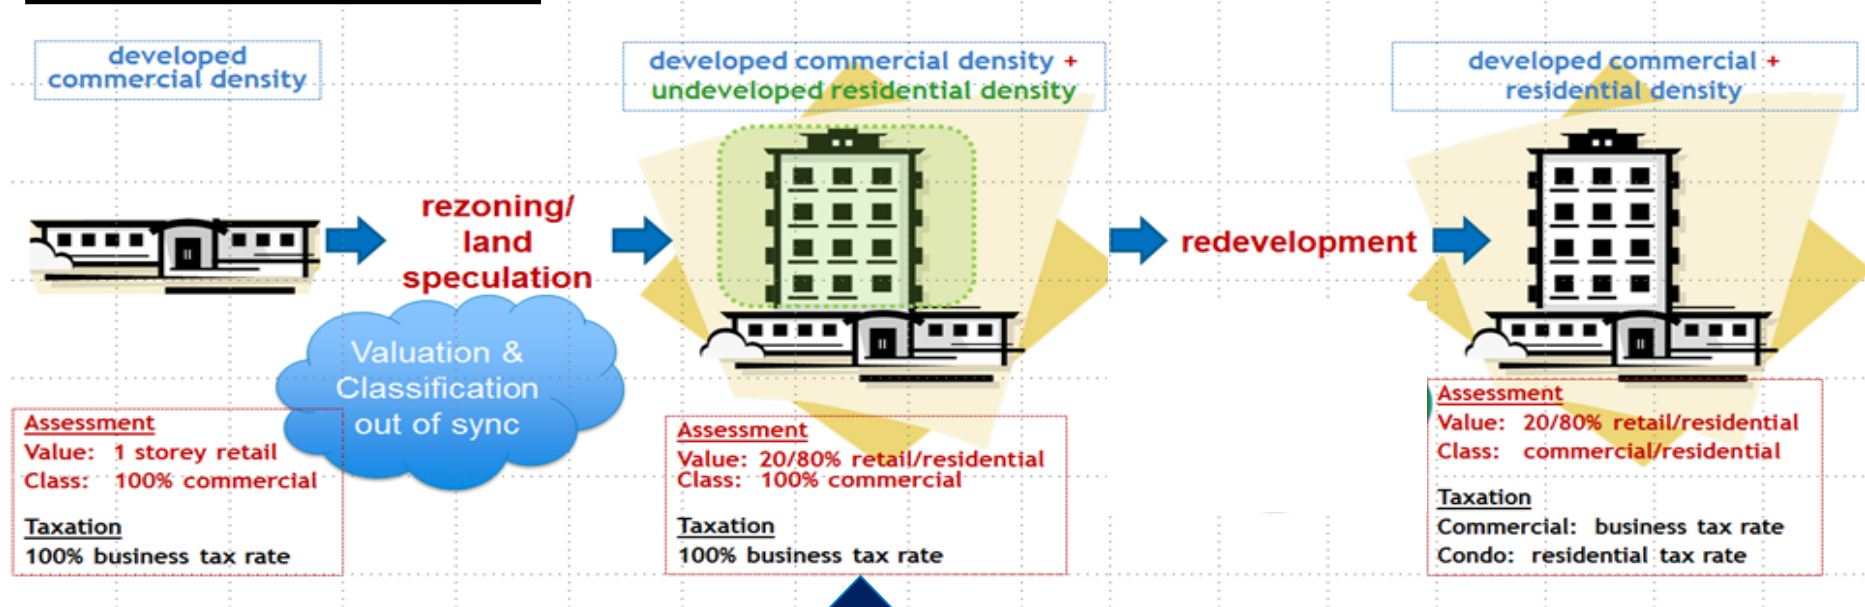 developed
commercial density
developed commercial density +
undeveloped residential density
developed commercial +
residential density
rezoning/
land
speculation
redevelopment
Valuation &
Classification
out of sync
Assessment
Value: 1 storey retail
Class: 100% commercial
Taxation
100% business tax rate
Assessment
Value: 20/80% retail/residential
Class: 100% commercial
Taxation
100% business tax rate
Assessment
Value: 20/80% retail/residential
Class: commercial/residential
Taxation
Commercial: business tax rate
Condo: residential tax rate